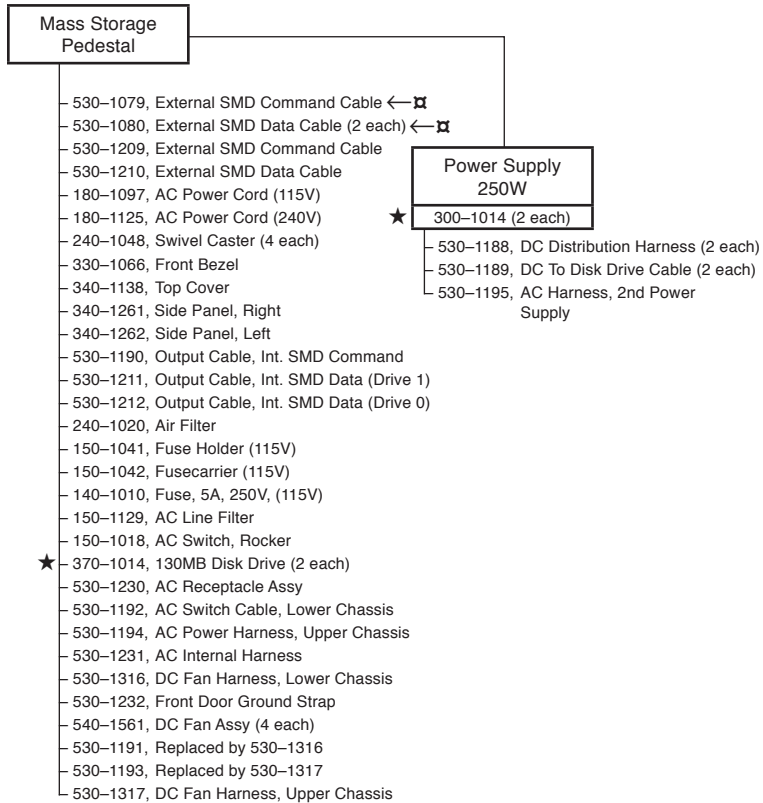 Mass Storage
Pedestal
530–1079, External SMD Command Cable ←¤
530–1080, External SMD Data Cable (2 each) ←¤
530–1209, External SMD Command Cable
530–1210, External SMD Data Cable
180–1097, AC Power Cord (115V)
180–1125, AC Power Cord (240V)
240–1048, Swivel Caster (4 each)
330–1066, Front Bezel
340–1138, Top Cover
340–1261, Side Panel, Right
340–1262, Side Panel, Left
530–1190, Output Cable, Int. SMD Command
530–1211, Output Cable, Int. SMD Data (Drive 1)
530–1212, Output Cable, Int. SMD Data (Drive 0)
240–1020, Air Filter
150–1041, Fuse Holder (115V)
150–1042, Fusecarrier (115V)
140–1010, Fuse, 5A, 250V, (115V)
150–1129, AC Line Filter
150–1018, AC Switch, Rocker
★ 370–1014, 130MB Disk Drive (2 each)
530–1230, AC Receptacle Assy
530–1192, AC Switch Cable, Lower Chassis
530–1194, AC Power Harness, Upper Chassis
530–1231, AC Internal Harness
530–1316, DC Fan Harness, Lower Chassis
530–1232, Front Door Ground Strap
540–1561, DC Fan Assy (4 each)
530–1191, Replaced by 530–1316
530–1193, Replaced by 530–1317
530–1317, DC Fan Harness, Upper Chassis
Power Supply
250W
★ 300–1014 (2 each)
530–1188, DC Distribution Harness (2 each)
530–1189, DC To Disk Drive Cable (2 each)
530–1195, AC Harness, 2nd Power
Supply